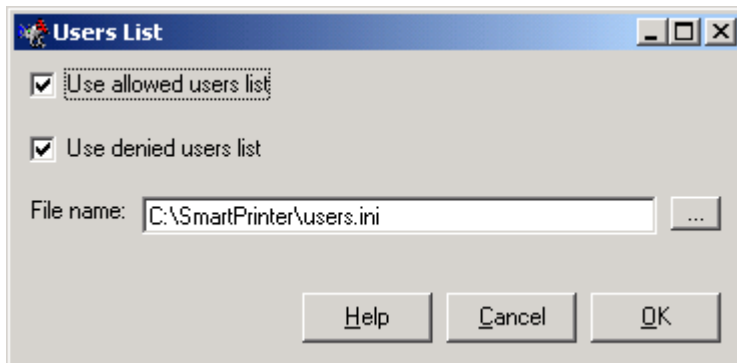 Users List
Use allowed users list
Use denied users list
File name: C:\SmartPrinter\users.ini ...
Help Cancel OK